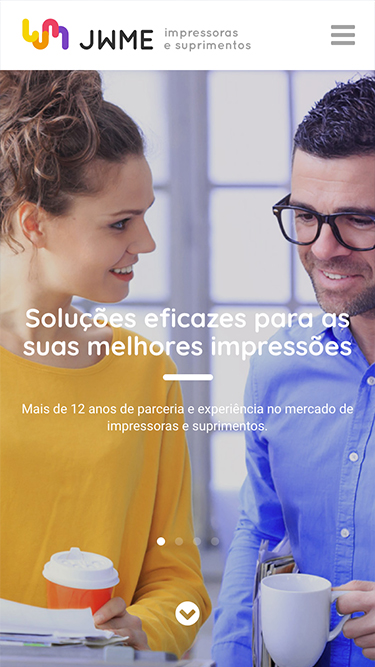 JWME
impressoras
e suprimentos
Soluções eficazes para as
suas melhores impressões
Mais de 12 anos de parceria e experiência no mercado de
impressoras e suprimentos.